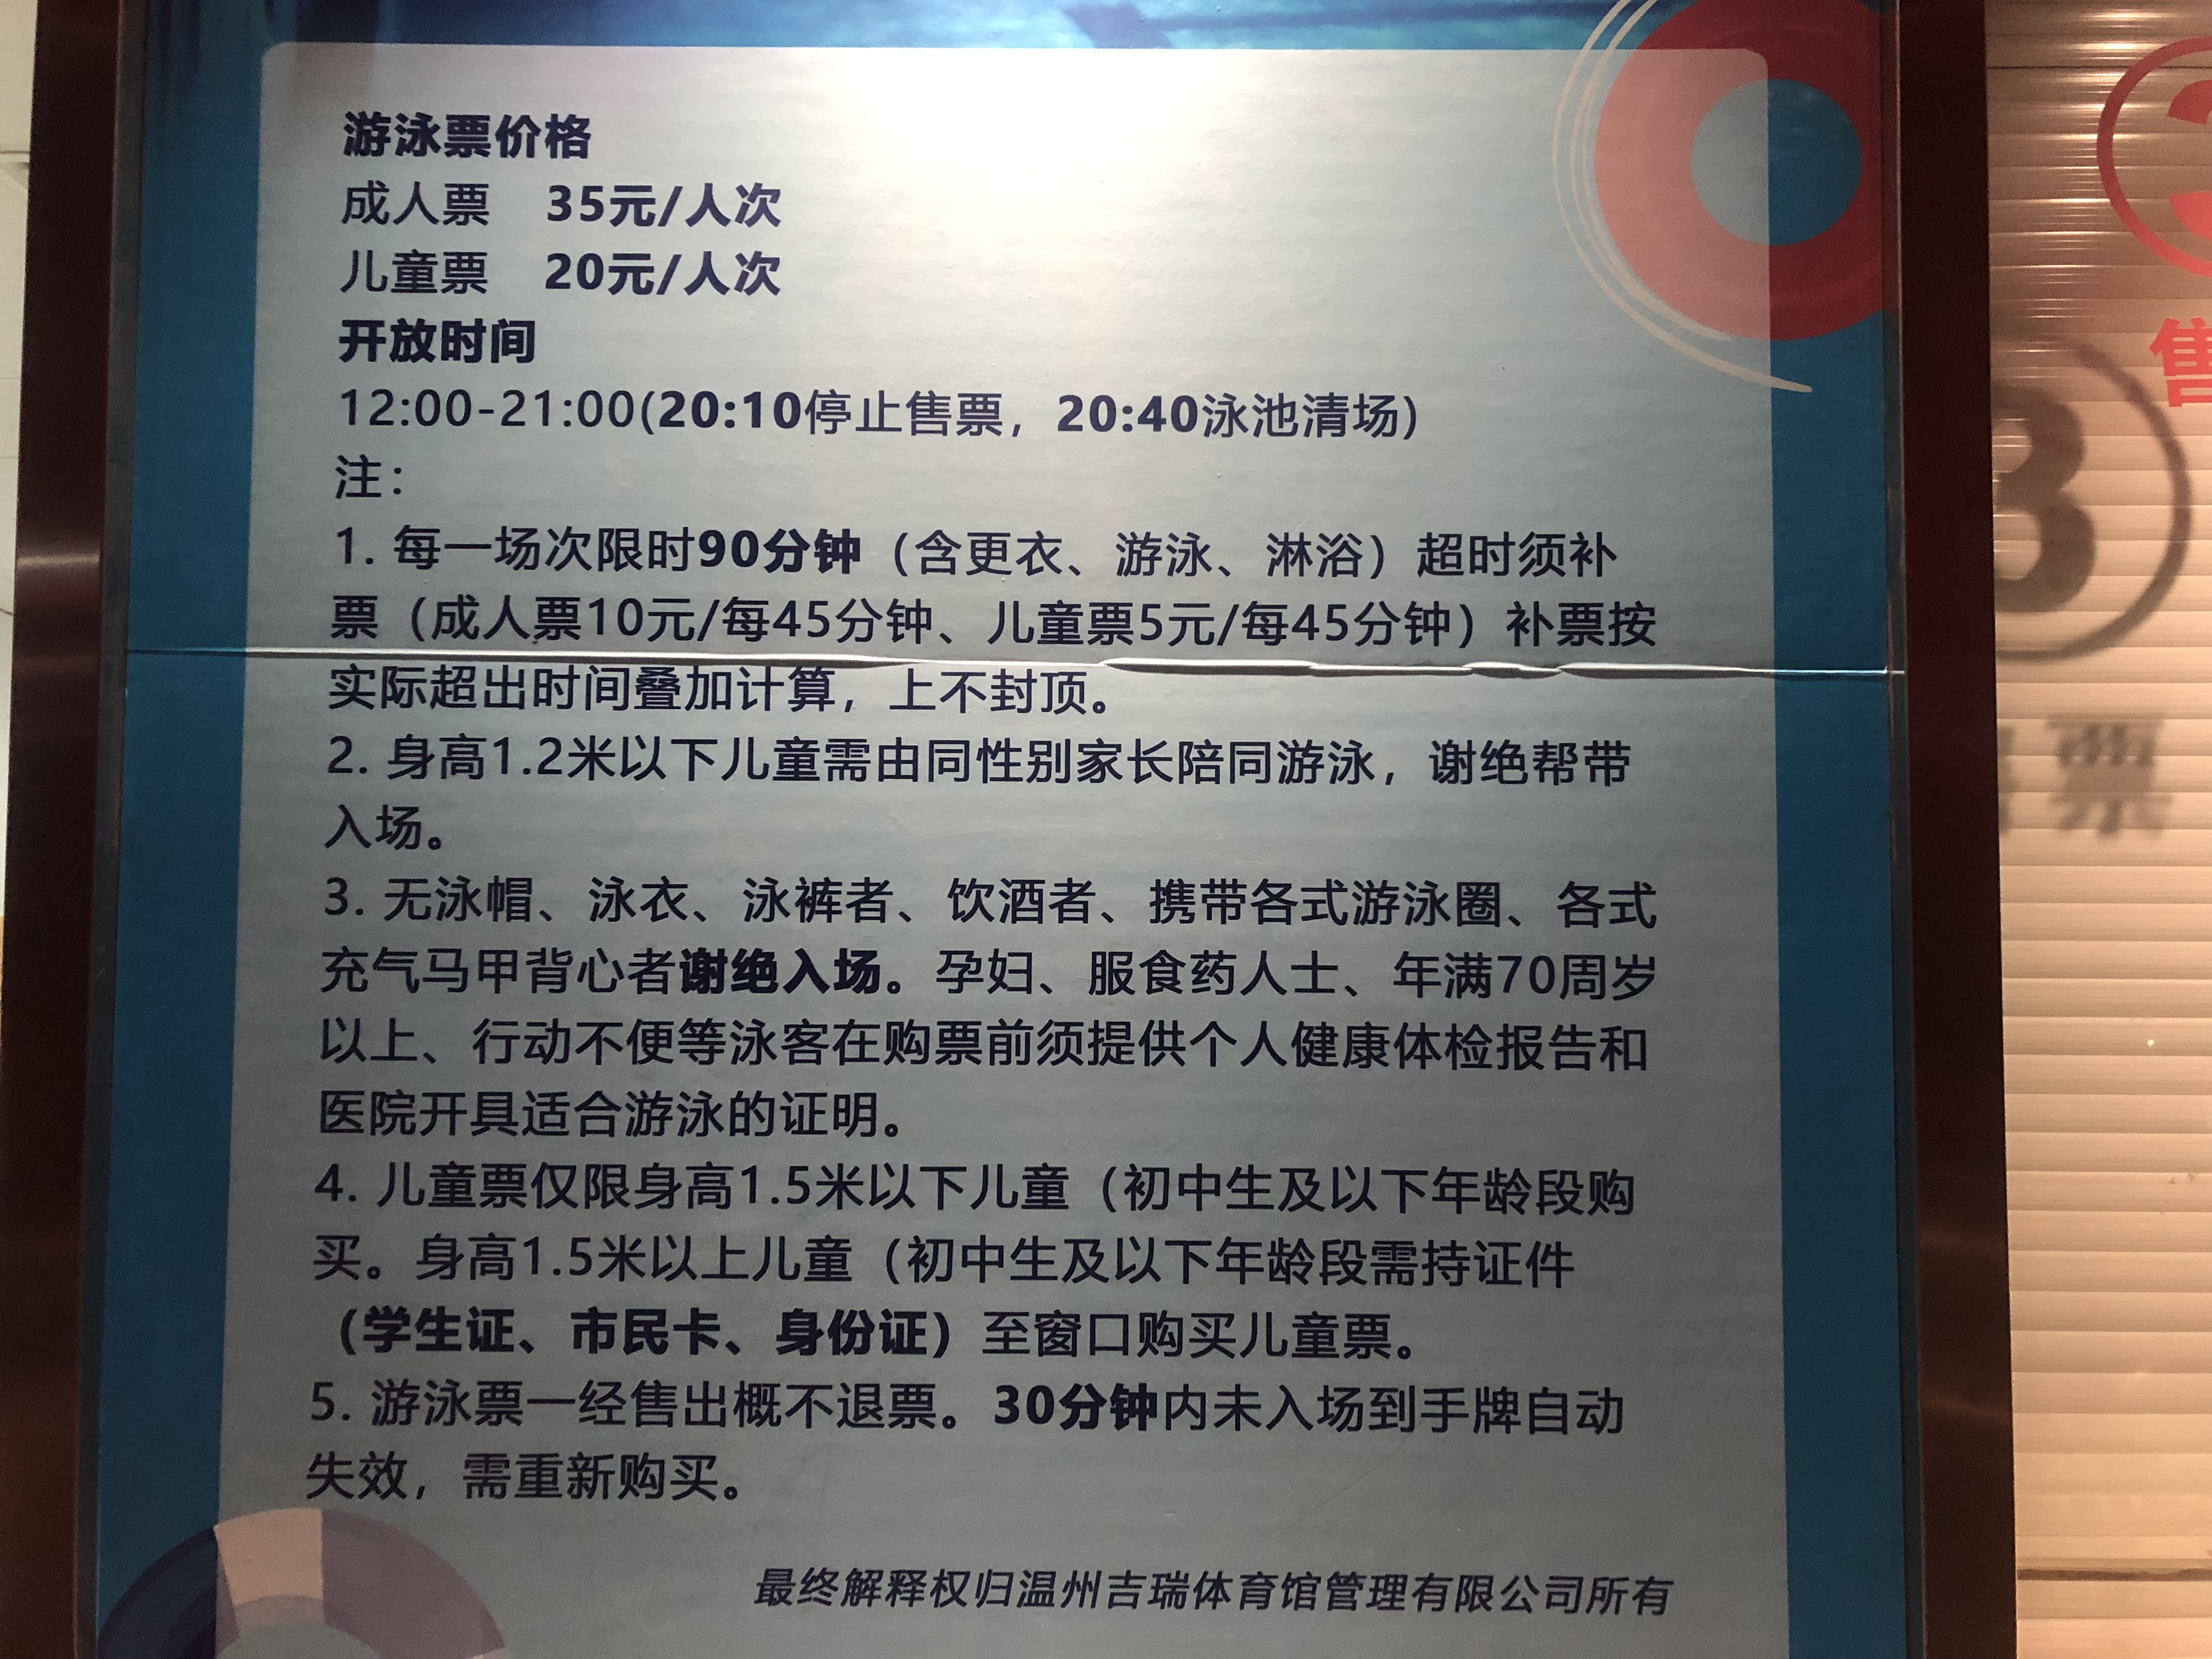 游泳票价格
成人票 35元/人次
儿童票 20元/人次
开放时间
12:00-21:00(20:10停止售票，20:40泳池清场)
注：
1. 每一场次限时90分钟（含更衣、游泳、淋浴）超时须补
票（成人票10元/每45分钟、儿童票5元/每45分钟）补票按
实际超出时间叠加计算，上不封顶。
2. 身高1.2米以下儿童需由同性别家长陪同游泳，谢绝帮带
入场。
3. 无泳帽、泳衣、泳裤者、饮酒者、携带各式游泳圈、各式
充气马甲背心者谢绝入场。孕妇、服食药人士、年满70周岁
以上、行动不便等泳客在购票前须提供个人健康体检报告和
医院开具适合游泳的证明。
4. 儿童票仅限身高1.5米以下儿童（初中生及以下年龄段购
买。身高1.5米以上儿童（初中生及以下年龄段需持证件
（学生证、市民卡、身份证）至窗口购买儿童票。
5. 游泳票一经售出概不退票。30分钟内未入场到手牌自动
失效，需重新购买。
最终解释权归温州吉瑞体育馆管理有限公司所有
售
3
票